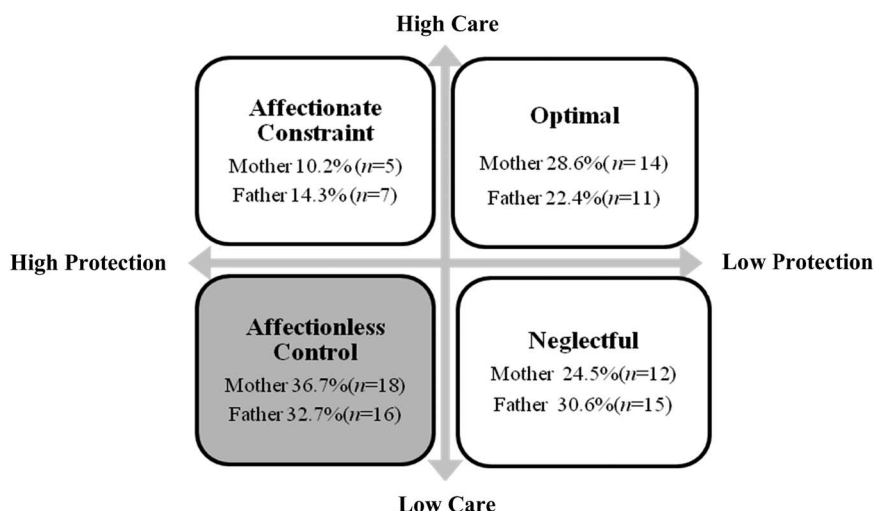 High Care
Affectionate
Constraint
Mother 10.2% (n=5)
Father 14.3% (n=7)
Optimal
Mother 28.6%(n= 14)
Father 22.4%(n=11)
High Protection
Low Protection
Affectionless
Control
Mother 36.7%(n=18)
Father 32.7%(n=16)
Neglectful
Mother 24.5%(n=12)
Father 30.6%(n=15)
Low Care